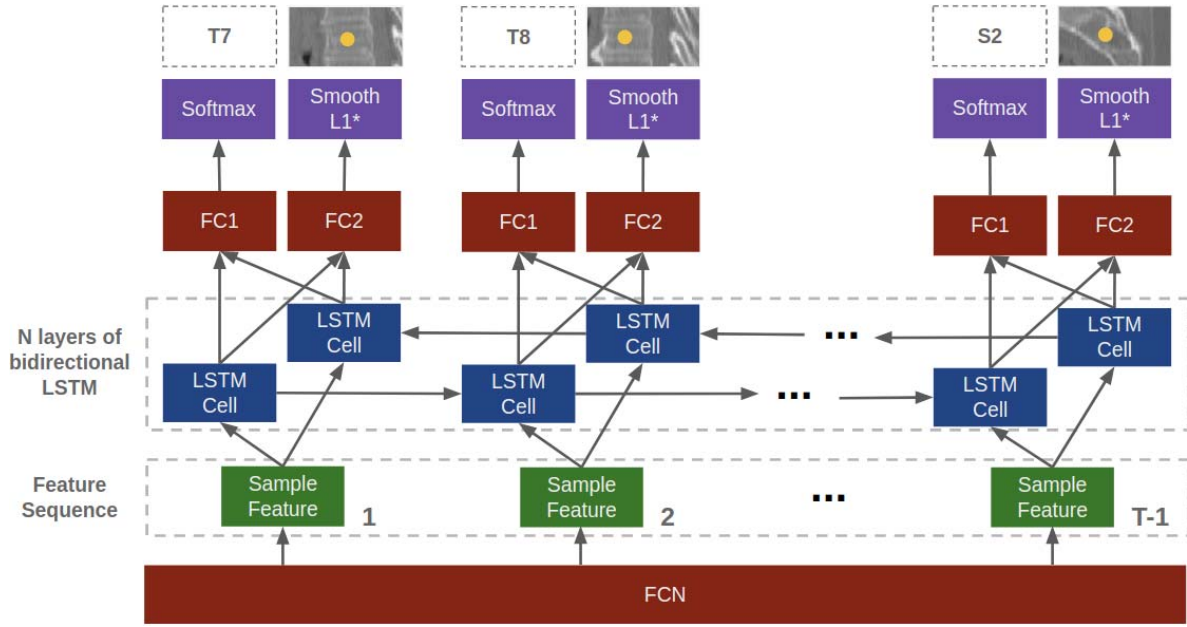 T7
T8
S2
Softmax
Smooth
L1*
Softmax
Smooth
L1*
Softmax
Smooth
L1*
FC1
FC2
FC1
FC2
FC1
FC2
N layers of
bidirectional
LSTM
LSTM
Cell
LSTM
Cell
...
LSTM
Cell
LSTM
Cell
LSTM
Cell
...
LSTM
Cell
Feature
Sequence
Sample
Feature
1
Sample
Feature
2
...
Sample
Feature
T-1
FCN